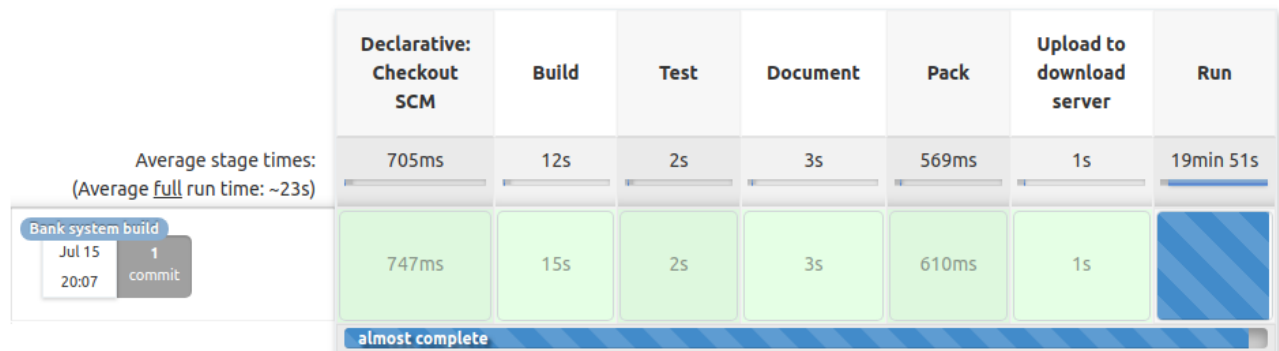 Declarative:
Checkout
SCM
Build
Test
Document
Pack
Upload to
download
server
Run
Average stage times:
(Average full run time: ~23s)
705ms
12s
2s
3s
569ms
1s
19min 51s
Bank system build
Jul 15
20:07
1
commit
747ms
15s
2s
3s
610ms
1s
almost complete